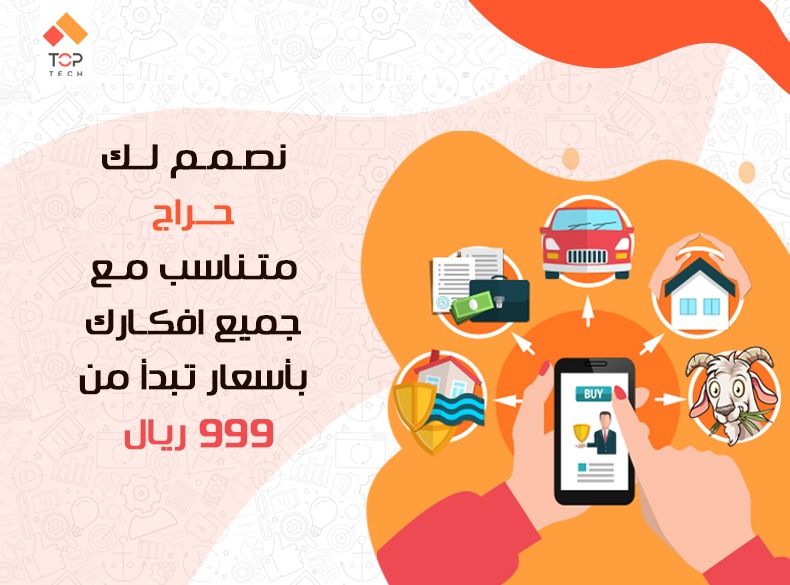 TOP
TECH
نصمم لك
حراج
متناسب مع
جميع افكارك
بأسعار تبدأ من
999 ريال
BUY